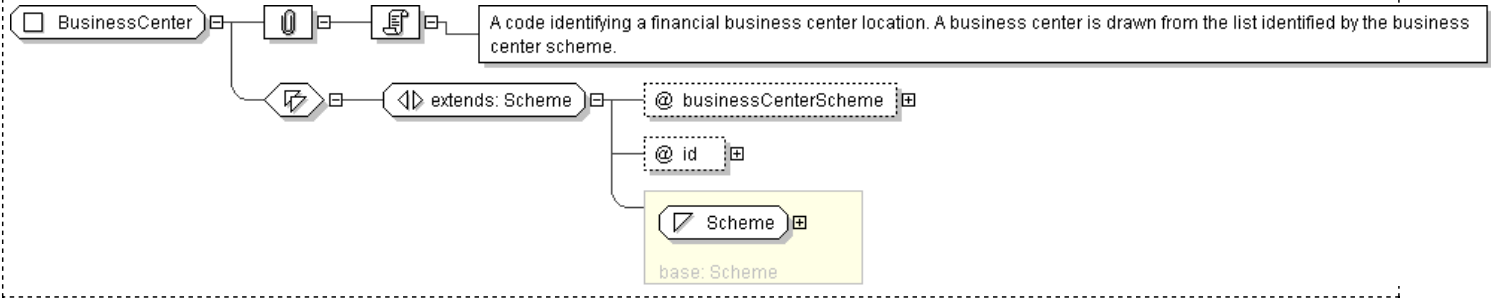 BusinessCenter
A code identifying a financial business center location. A business center is drawn from the list identified by the business
center scheme.
extends: Scheme
@ businessCenterScheme
@ id
Scheme
base: Scheme